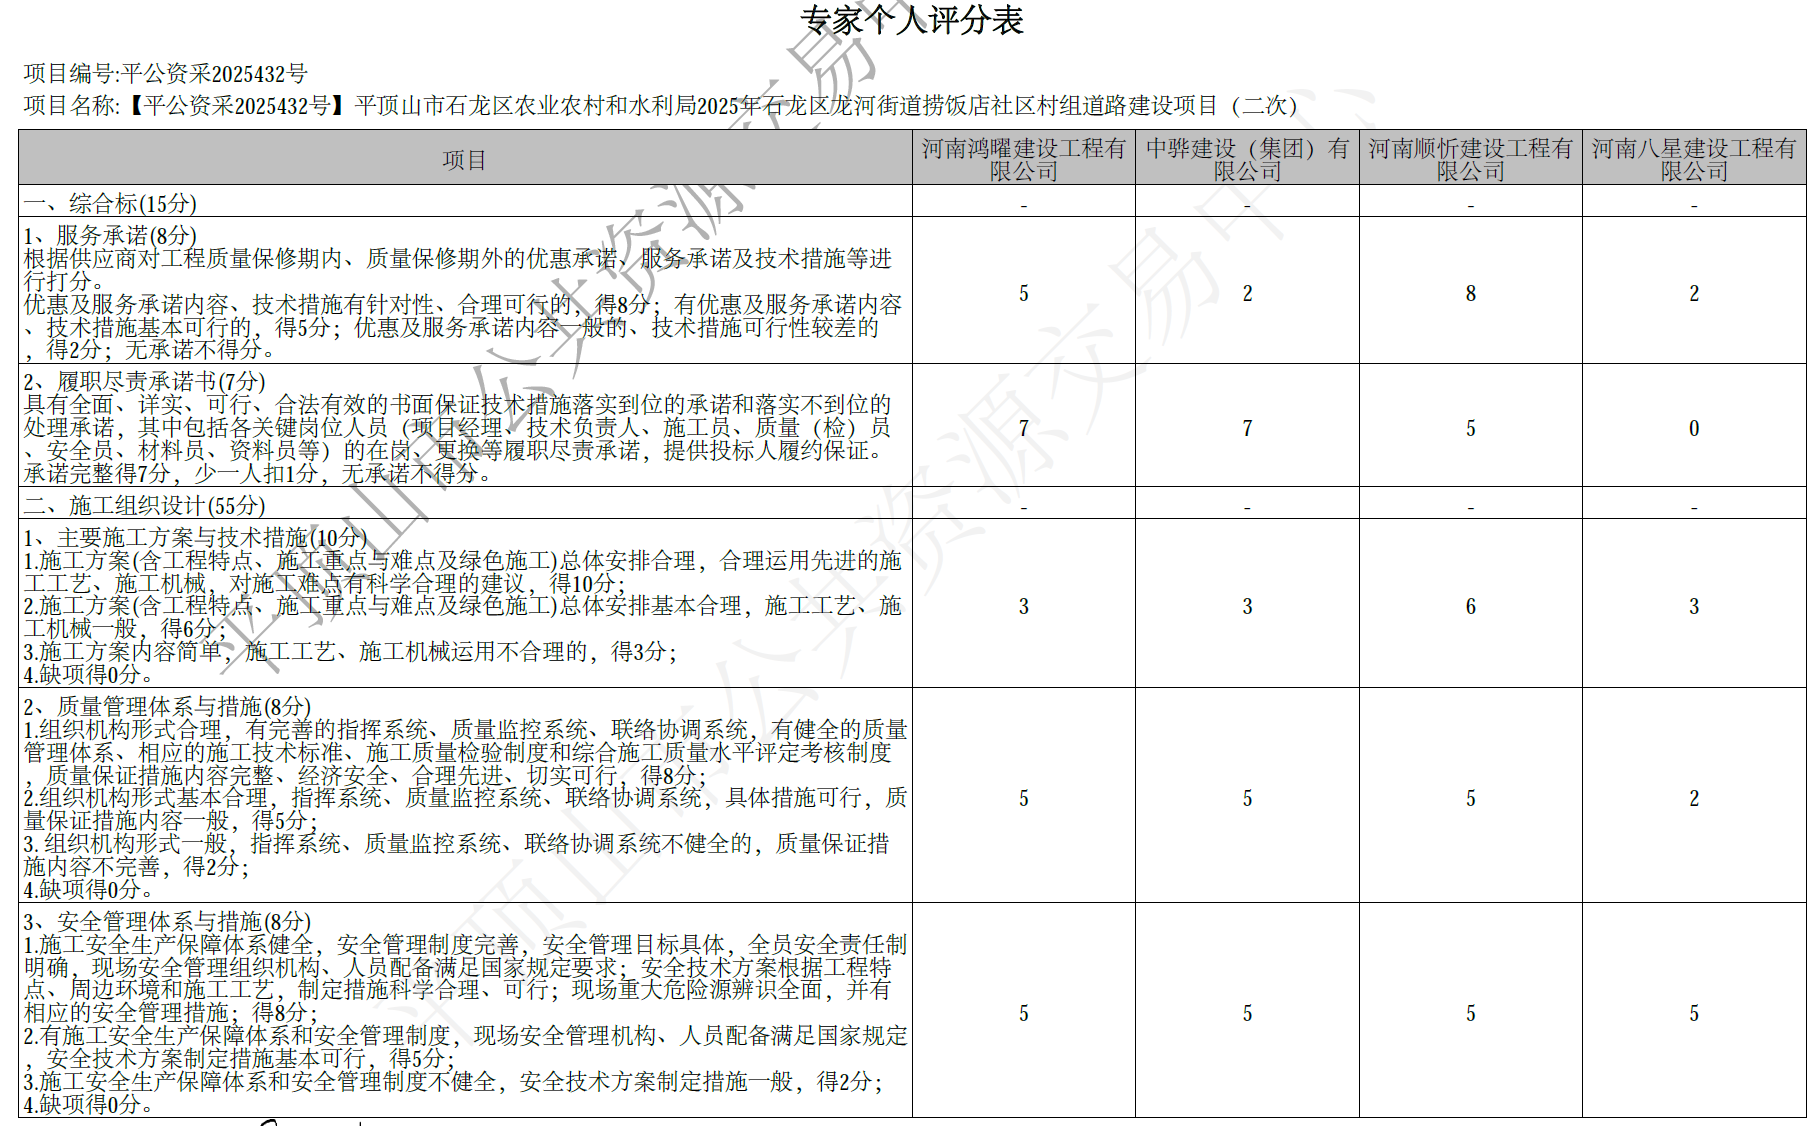 专家个人评分表
项目编号:平公资采2025432号
项目名称:【平公资采2025432号】平顶山市石龙区农业农村和水利局2025年石龙区龙河街道捞饭店社区村组道路建设项目（二次）
项目
河南鸿曜建设工程有
限公司
中骅建设（集团）有
限公司
河南顺忻建设工程有
限公司
河南八星建设工程有
限公司
一、综合标(15分)
-
-
-
-
1、服务承诺(8分)
根据供应商对工程质量保修期内、质量保修期外的优惠承诺、服务承诺及技术措施等进
行打分。
优惠及服务承诺内容、技术措施有针对性、合理可行的，得8分；有优惠及服务承诺内容
、技术措施基本可行的，得5分；优惠及服务承诺内容一般的、技术措施可行性较差的
，得2分；无承诺不得分。
5
2
8
2
2、履职尽责承诺书(7分)
具有全面、详实、可行、合法有效的书面保证技术措施落实到位的承诺和落实不到位的
处理承诺，其中包括各关键岗位人员（项目经理、技术负责人、施工员、质量（检）员
、安全员、材料员、资料员等）的在岗、更换等履职尽责承诺，提供投标人履约保证。
承诺完整得7分，少一人扣1分，无承诺不得分。
7
7
5
0
二、施工组织设计(55分)
-
-
-
-
1、主要施工方案与技术措施(10分)
1.施工方案(含工程特点、施工重点与难点及绿色施工)总体安排合理，合理运用先进的施
工工艺、施工机械，对施工难点有科学合理的建议，得10分；
2.施工方案(含工程特点、施工重点与难点及绿色施工)总体安排基本合理，施工工艺、施
工机械一般，得6分；
3.施工方案内容简单，施工工艺、施工机械运用不合理的，得3分；
4.缺项得0分。
3
3
6
3
2、质量管理体系与措施(8分)
1.组织机构形式合理，有完善的指挥系统、质量监控系统、联络协调系统，有健全的质量
管理体系、相应的施工技术标准、施工质量检验制度和综合施工质量水平评定考核制度
，质量保证措施内容完整、经济安全、合理先进、切实可行，得8分；
2.组织机构形式基本合理，指挥系统、质量监控系统、联络协调系统，具体措施可行，质
量保证措施内容一般，得5分；
3. 组织机构形式一般，指挥系统、质量监控系统、联络协调系统不健全的，质量保证措
施内容不完善，得2分；
4.缺项得0分。
5
5
5
2
3、安全管理体系与措施(8分)
1.施工安全生产保障体系健全，安全管理制度完善，安全管理目标具体，全员安全责任制
明确，现场安全管理组织机构、人员配备满足国家规定要求；安全技术方案根据工程特
点、周边环境和施工工艺，制定措施科学合理、可行；现场重大危险源辨识全面，并有
相应的安全管理措施；得8分；
2.有施工安全生产保障体系和安全管理制度，现场安全管理机构、人员配备满足国家规定
，安全技术方案制定措施基本可行，得5分；
3.施工安全生产保障体系和安全管理制度不健全，安全技术方案制定措施一般，得2分；
4.缺项得0分。
5
5
5
5
平顶山市公共资源交易中
平顶山市公共资源交易中心